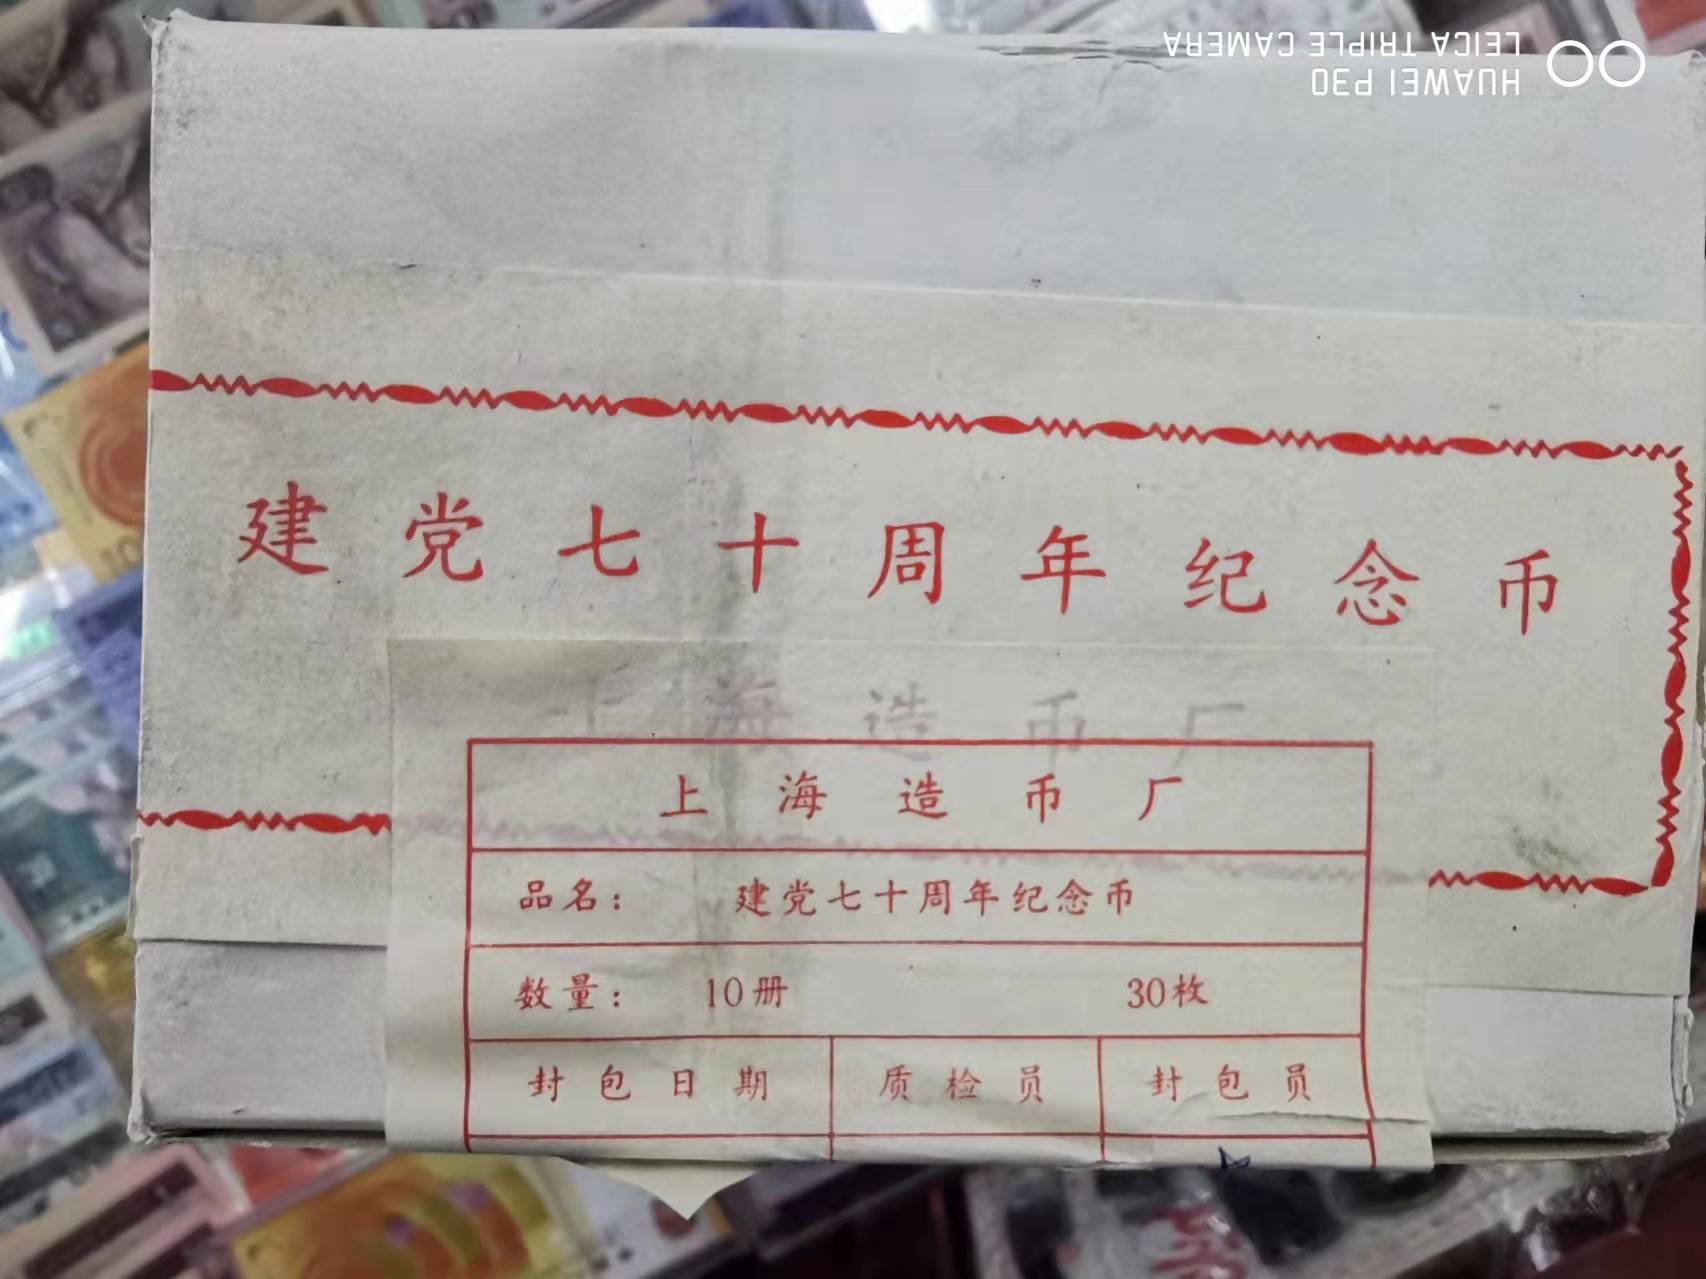 HUAWEI P30
LEICA TRIPLE CAMERA
建党七十周年纪念币
上海造币厂
上海造币厂
品名： 建党七十周年纪念币
数量： 10册 30枚
封包日期 质检员 封包员